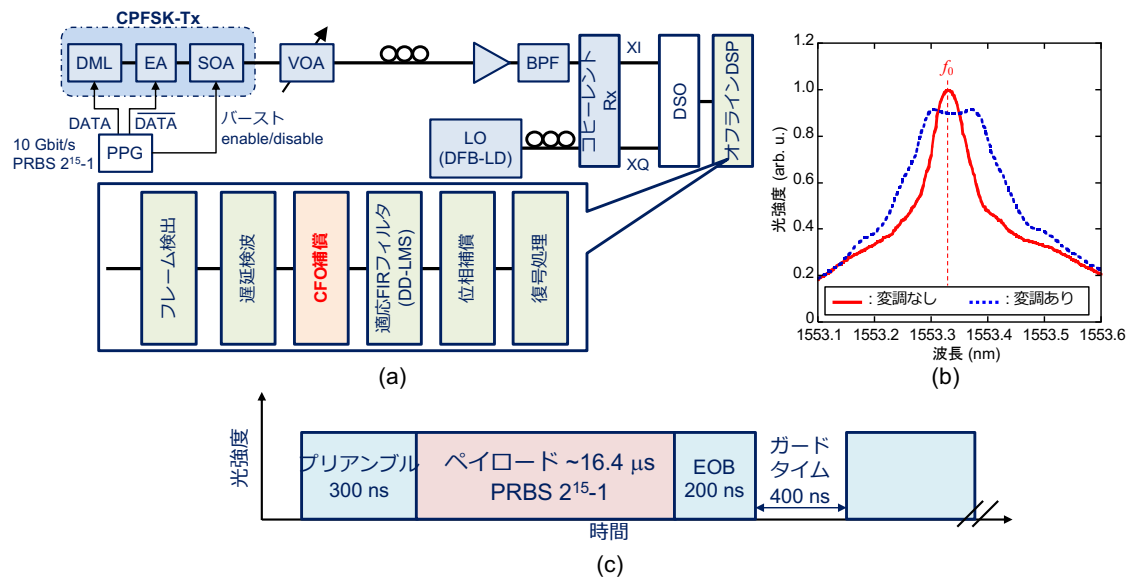 CPFSK-Tx
DML
EA
SOA
VOA
BPF
コヒーレント
Rx
XI
XQ
DSO
オフラインDSP
DATA
DATA
バースト
enable/disable
10 Gbit/s
PRBS 2¹⁵-1
PPG
LO
(DFB-LD)
フレーム検出
遅延検波
CFO補償
適応FIRフィルタ
(DD-LMS)
位相補償
復号処理
(a)
光強度 (arb. u.)
1.2
1.0
0.8
0.6
0.4
0.2
0
f₀
: 変調なし
: 変調あり
1553.1
1553.2
1553.3
1553.4
1553.5
1553.6
波長 (nm)
(b)
光強度
プリアンブル
300 ns
ペイロード ~16.4 μs
PRBS 2¹⁵-1
EOB
200 ns
ガード
タイム
400 ns
時間
(c)